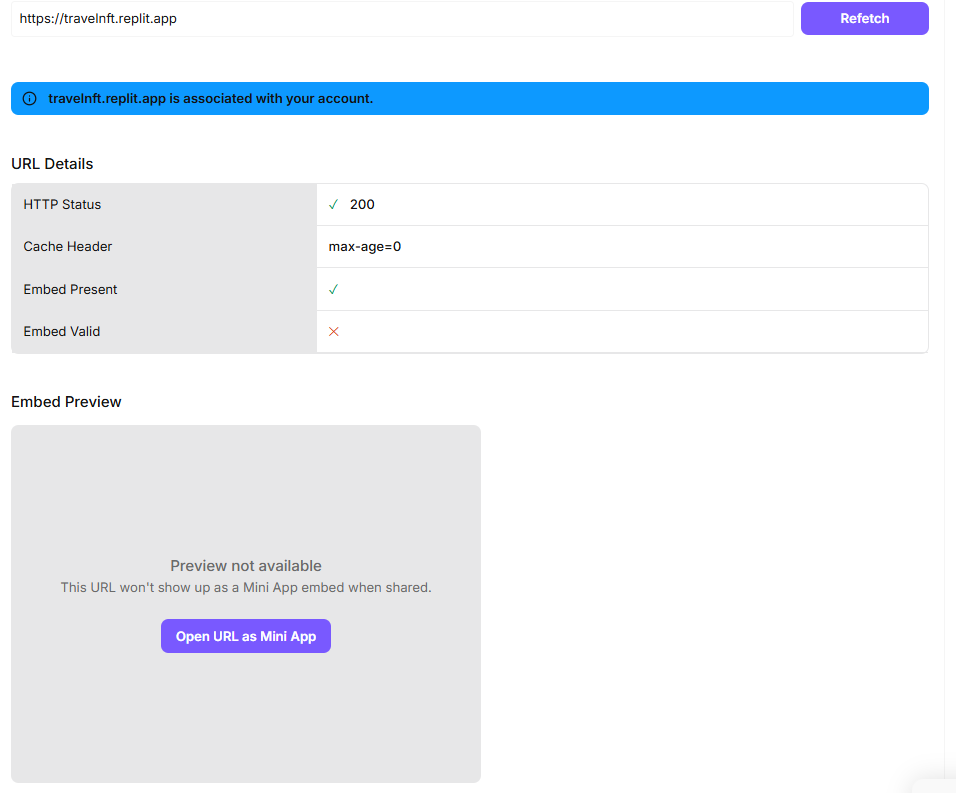 https://travelnft.replit.app
Refetch
travelnft.replit.app is associated with your account.
URL Details
HTTP Status
✓ 200
Cache Header
max-age=0
Embed Present
✓
Embed Valid
✕
Embed Preview
Preview not available
This URL won't show up as a Mini App embed when shared.
Open URL as Mini App